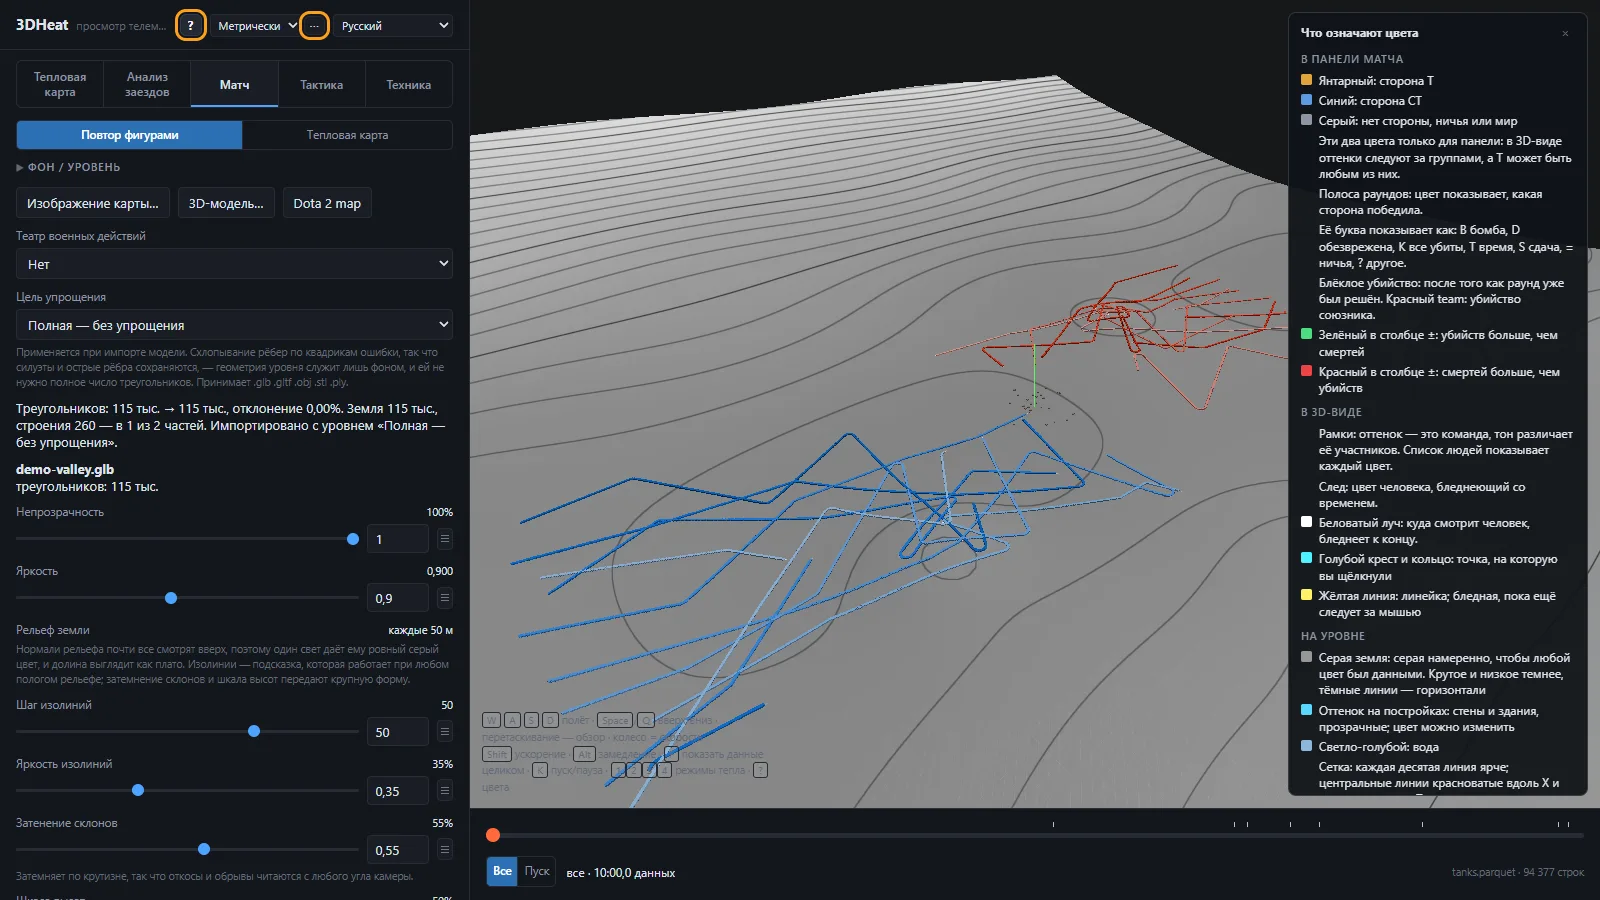 3DHeat просмотр телем... ? Метрически ... Русский
Тепловая карта
Анализ заездов
Матч
Тактика
Техника
Повтор фигурами
Тепловая карта
ФОН / УРОВЕНЬ
Изображение карты...
3D-модель...
Dota 2 map
Театр военных действий
Нет
Цель упрощения
Полная — без упрощения
Применяется при импорте модели. Схлопывание рёбер по квадрикам ошибки, так что
силуэты и острые рёбра сохраняются, — геометрия уровня служит лишь фоном, и ей не
нужно полное число треугольников. Принимает .glb .gltf .obj .stl .ply.
Треугольников: 115 тыс. → 115 тыс., отклонение 0,00%. Земля 115 тыс.,
строения 260 — в 1 из 2 частей. Импортировано с уровнем «Полная —
без упрощения».
demo-valley.glb
треугольников: 115 тыс.
Непрозрачность 100%
1
Яркость 0,900
0,9
Рельеф земли каждые 50 м
Нормали рельефа почти все смотрят вверх, поэтому один свет даёт ему ровный серый
цвет, и долина выглядит как плато. Изолинии — подсказка, которая работает при любом
пологом рельефе; затемнение склонов и шкала высот передают крупную форму.
Шаг изолиний 50
50
Яркость изолиний 35%
0,35
Затенение склонов 55%
0,55
Затемняет по крутизне, так что откосы и обрывы читаются с любого угла камеры.
W A S D полёт · Space Q вверх/вниз ·
перетаскивание — обзор · колесо = скорость
Shift ускорение · Alt замедление · показать данные
целиком · K пуск/пауза · 1 2 4 режимы тепла · ?
цвета
Что означают цвета ×
В ПАНЕЛИ МАТЧА
Янтарный: сторона T
Синий: сторона CT
Серый: нет стороны, ничья или мир
Эти два цвета только для панели: в 3D-виде
оттенки следуют за группами, а T может быть
любым из них.
Полоса раундов: цвет показывает, какая
сторона победила.
Её буква показывает как: B бомба, D
обезврежена, K все убиты, T время, S сдача, =
ничья, ? другое.
Блёклое убийство: после того как раунд уже
был решён. Красный team: убийство
союзника.
Зелёный в столбце ±: убийств больше, чем
смертей
Красный в столбце ±: смертей больше, чем
убийств
В 3D-ВИДЕ
Рамки: оттенок — это команда, тон различает
её участников. Список людей показывает
каждый цвет.
След: цвет человека, бледнеющий со
временем.
Беловатый луч: куда смотрит человек,
бледнеет к концу.
Голубой крест и кольцо: точка, на которую
вы щёлкнули
Жёлтая линия: линейка; бледная, пока ещё
следует за мышью
НА УРОВНЕ
Серая земля: серая намеренно, чтобы любой
цвет был данными. Крутое и низкое темнее,
тёмные линии — горизонтали
Оттенок на постройках: стены и здания,
прозрачные; цвет можно изменить
Светло-голубой: вода
Сетка: каждая десятая линия ярче;
центральные линии красноватые вдоль X и
Все Пуск все · 10:00,0 данных
tanks.parquet · 94 377 строк